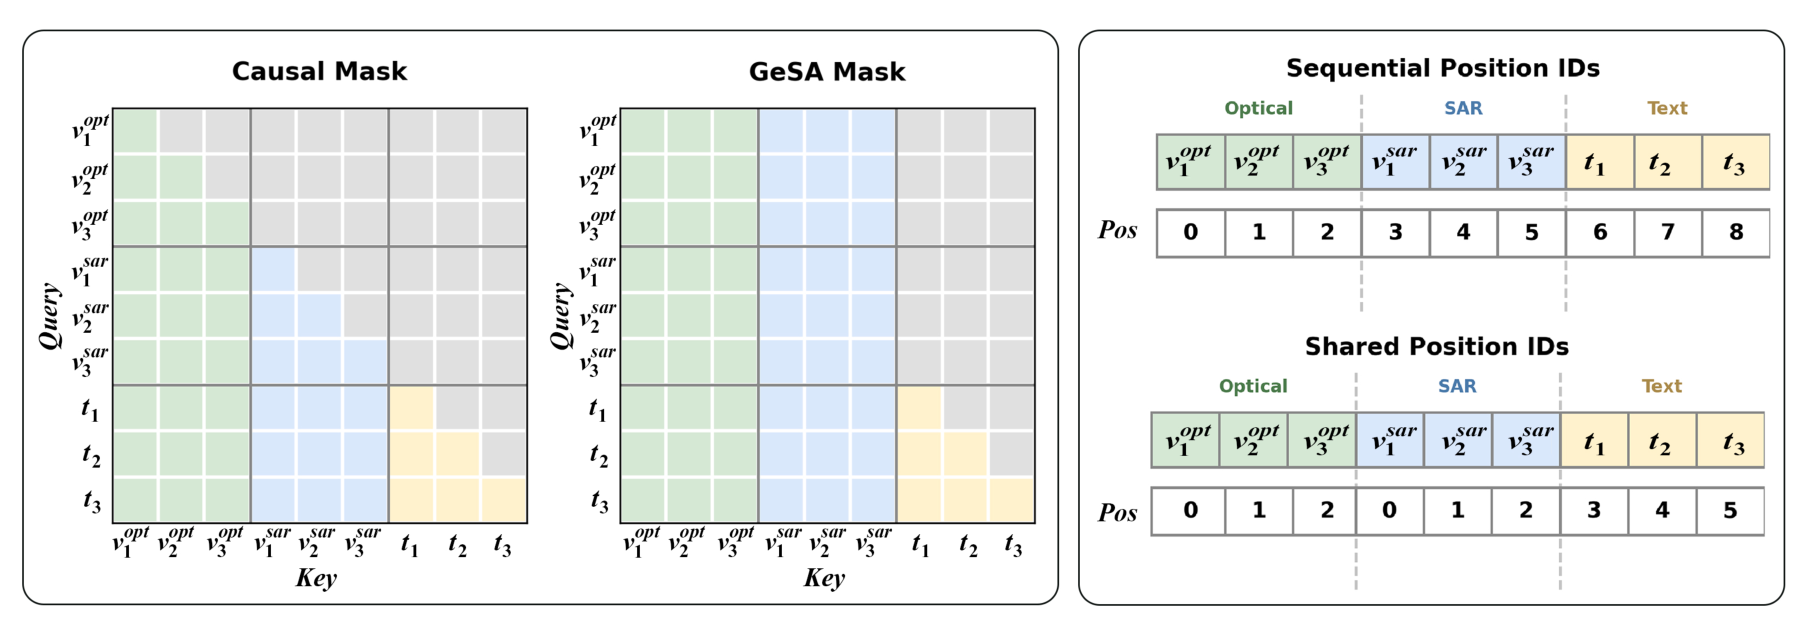 Causal Mask
v₁ᵒᵖᵗ
v₂ᵒᵖᵗ
v₃ᵒᵖᵗ
v₁ˢᵃʳ
v₂ˢᵃʳ
v₃ˢᵃʳ
t₁
t₂
t₃
Query
v₁ᵒᵖᵗ v₂ᵒᵖᵗ v₃ᵒᵖᵗ v₁ˢᵃʳ v₂ˢᵃʳ v₃ˢᵃʳ t₁ t₂ t₃
Key
GeSA Mask
v₁ᵒᵖᵗ
v₂ᵒᵖᵗ
v₃ᵒᵖᵗ
v₁ˢᵃʳ
v₂ˢᵃʳ
v₃ˢᵃʳ
t₁
t₂
t₃
Query
v₁ᵒᵖᵗ v₂ᵒᵖᵗ v₃ᵒᵖᵗ v₁ˢᵃʳ v₂ˢᵃʳ v₃ˢᵃʳ t₁ t₂ t₃
Key
Sequential Position IDs
Optical SAR Text
v₁ᵒᵖᵗ v₂ᵒᵖᵗ v₃ᵒᵖᵗ v₁ˢᵃʳ v₂ˢᵃʳ v₃ˢᵃʳ t₁ t₂ t₃
Pos 0 1 2 3 4 5 6 7 8
Shared Position IDs
Optical SAR Text
v₁ᵒᵖᵗ v₂ᵒᵖᵗ v₃ᵒᵖᵗ v₁ˢᵃʳ v₂ˢᵃʳ v₃ˢᵃʳ t₁ t₂ t₃
Pos 0 1 2 0 1 2 3 4 5